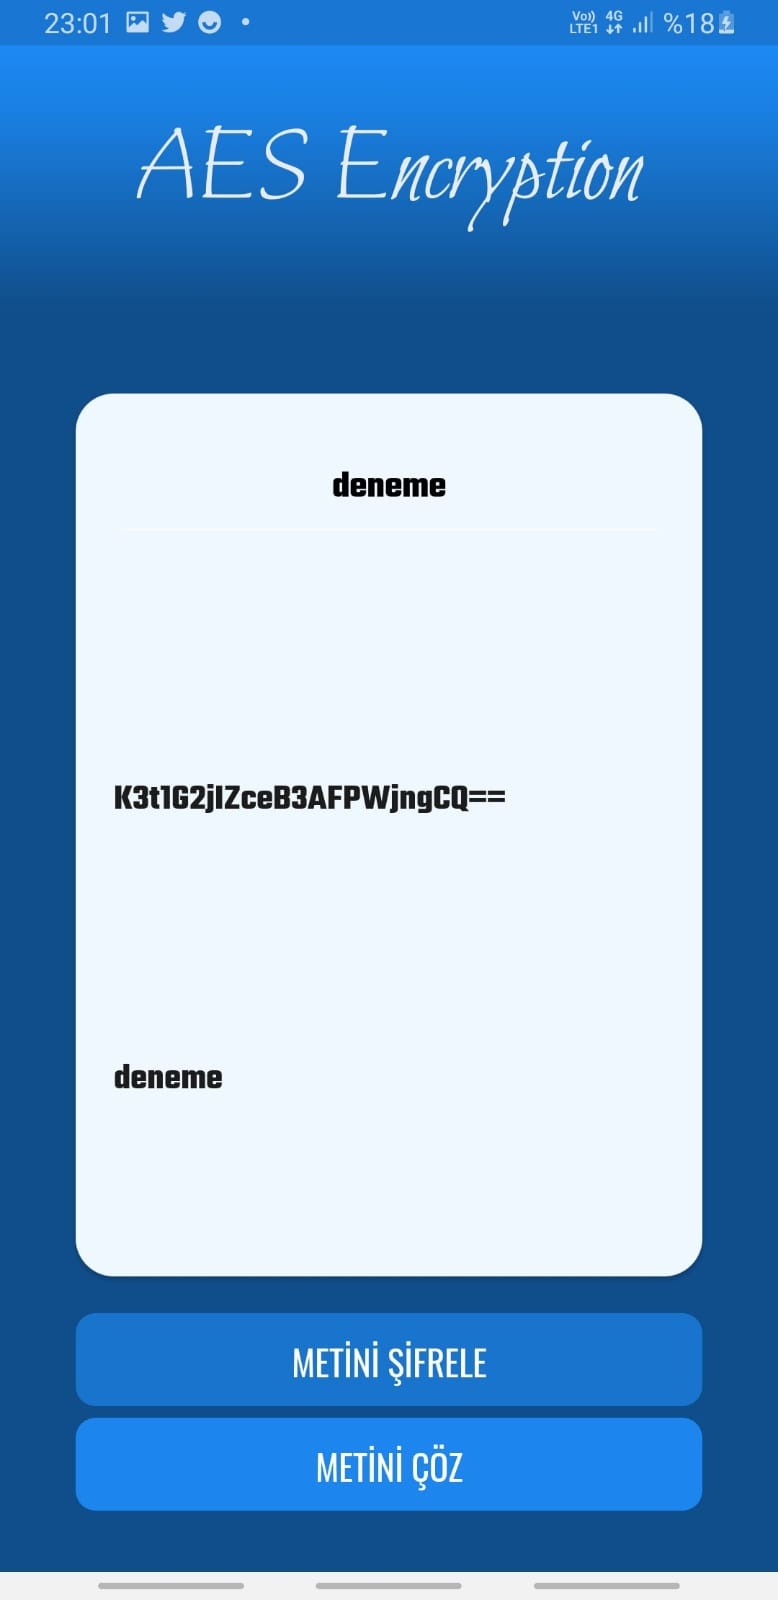 23:01
Vo)) LTE1 4G %18
AES Encryption
deneme
K3t1G2jIZceB3AFPWjngCQ==
deneme
METİNİ ŞİFRELE
METİNİ ÇÖZ